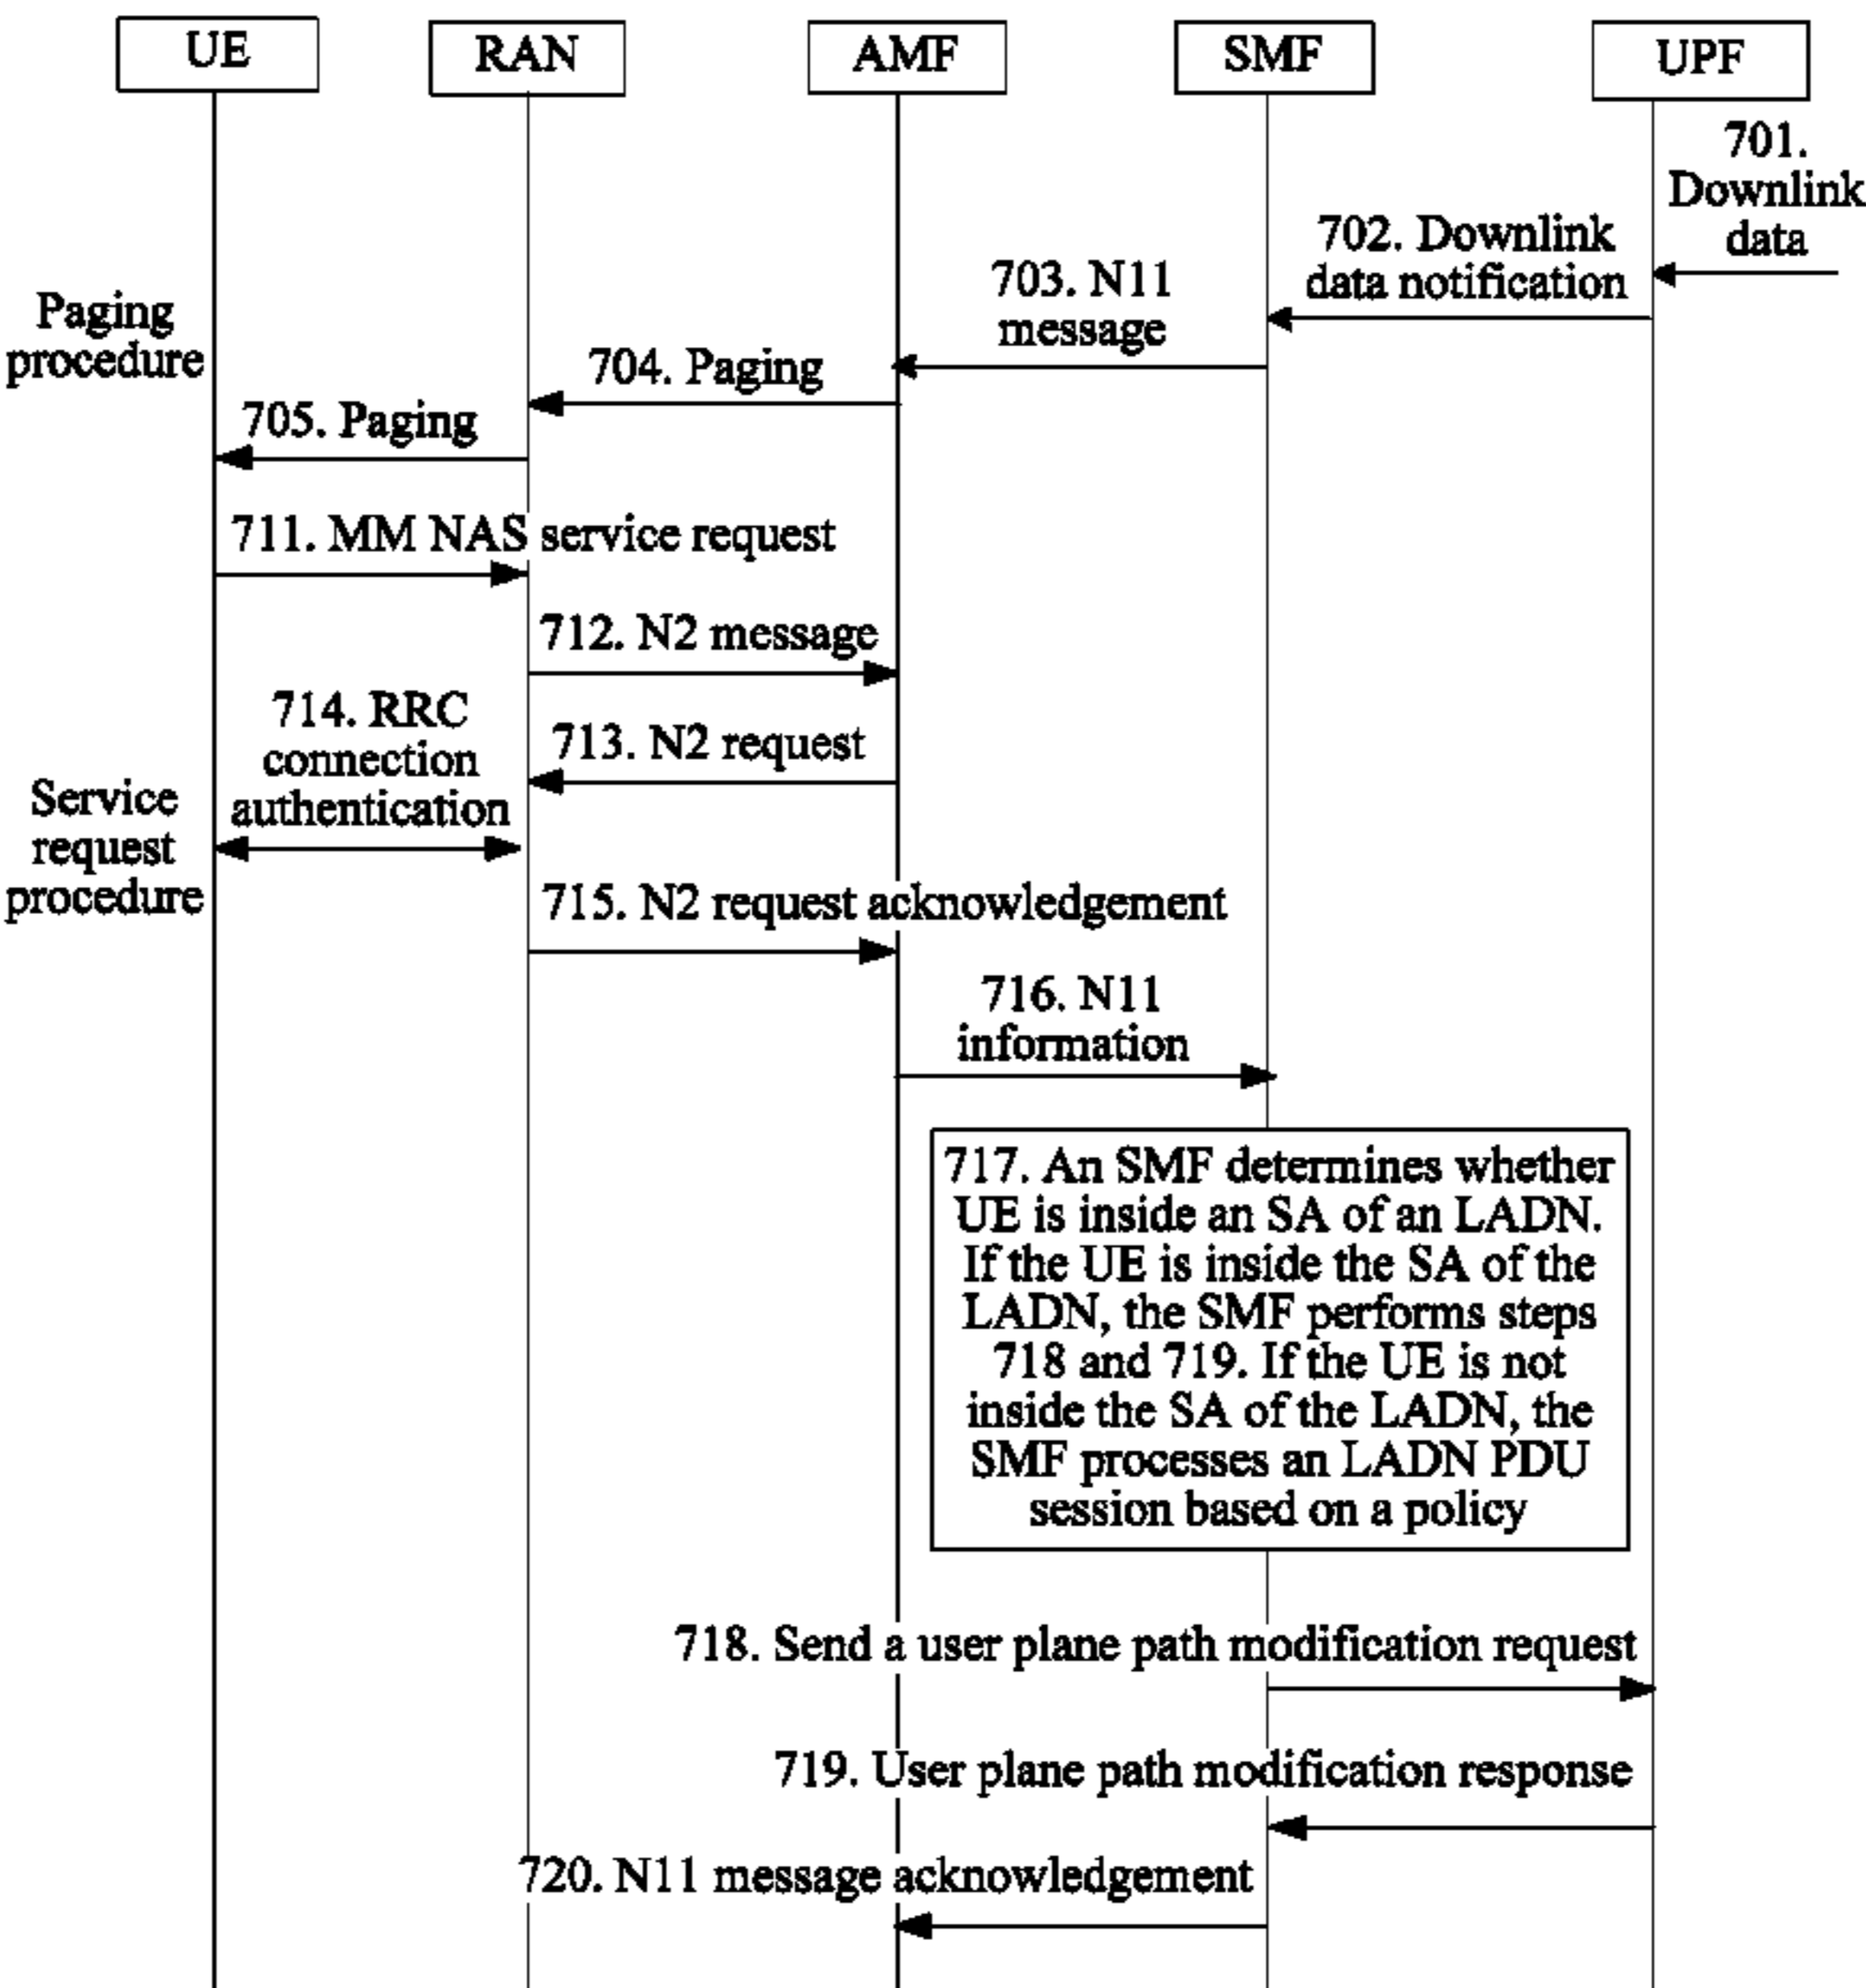 UE
RAN
AMF
SMF
UPF
701.
Downlink
data
702. Downlink
data notification
703. N11
message
Paging
procedure
704. Paging
705. Paging
711. MM NAS service request
712. N2 message
713. N2 request
714. RRC
connection
authentication
Service
request
procedure
715. N2 request acknowledgement
716. N11
information
717. An SMF determines whether
UE is inside an SA of an LADN.
If the UE is inside the SA of the
LADN, the SMF performs steps
718 and 719. If the UE is not
inside the SA of the LADN, the
SMF processes an LADN PDU
session based on a policy
718. Send a user plane path modification request
719. User plane path modification response
720. N11 message acknowledgement